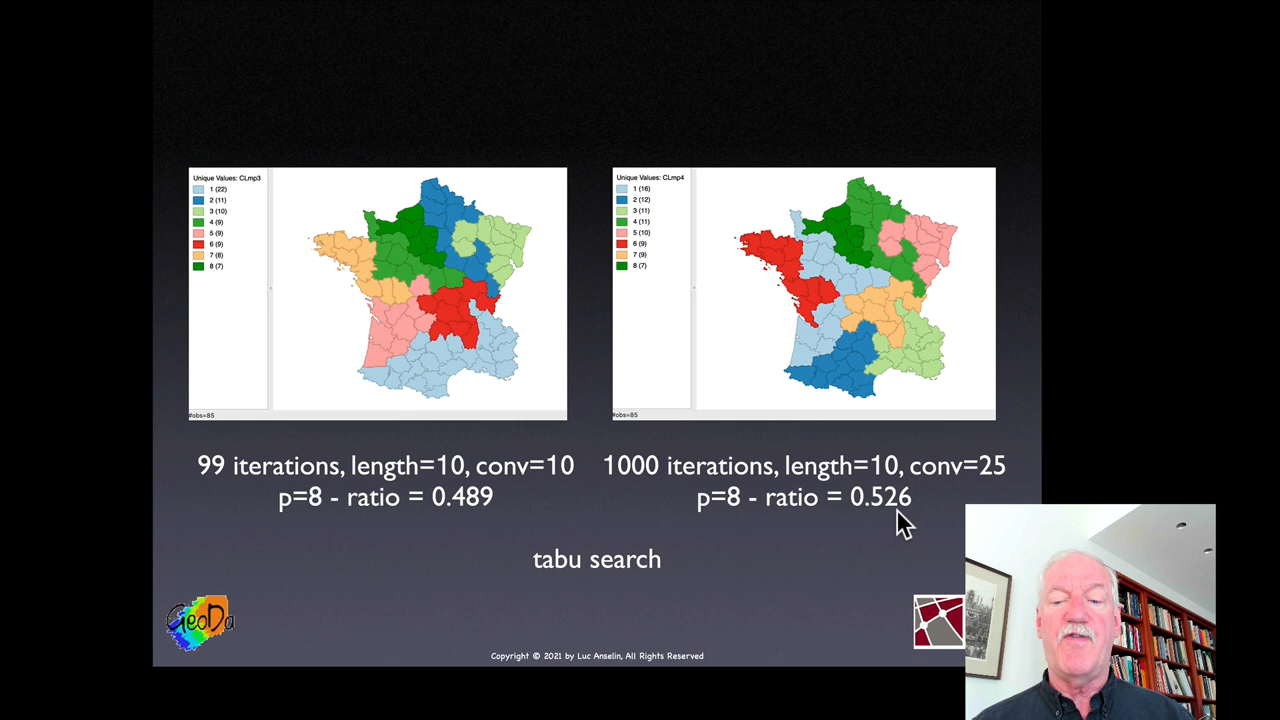 Unique Values: CLmp3
1 (22)
2 (11)
3 (10)
4 (9)
5 (9)
6 (9)
7 (8)
8 (7)
#obs=85
Unique Values: CLmp4
1 (16)
2 (12)
3 (11)
4 (11)
5 (10)
6 (9)
7 (9)
8 (7)
#obs=85
99 iterations, length=10, conv=10
p=8 - ratio = 0.489
1000 iterations, length=10, conv=25
p=8 - ratio = 0.526
tabu search
GeoDa
Copyright © 2021 by Luc Anselin, All Rights Reserved